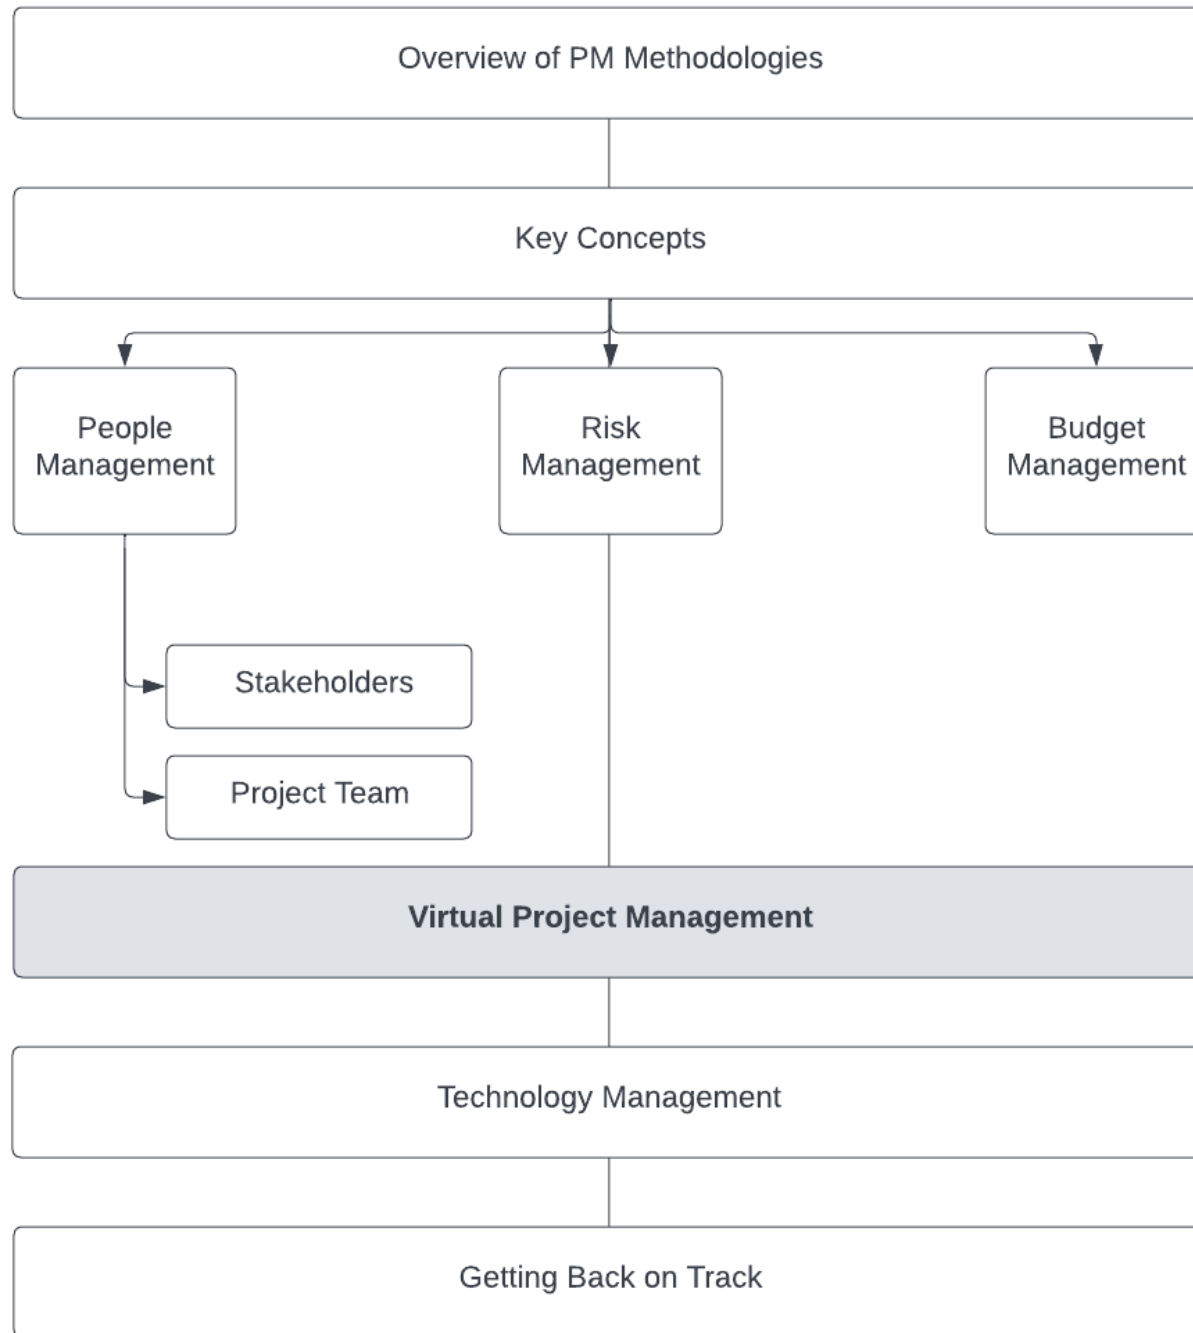 Overview of PM Methodologies
Key Concepts
People
Management
Risk
Management
Budget
Management
Stakeholders
Project Team
Virtual Project Management
Technology Management
Getting Back on Track